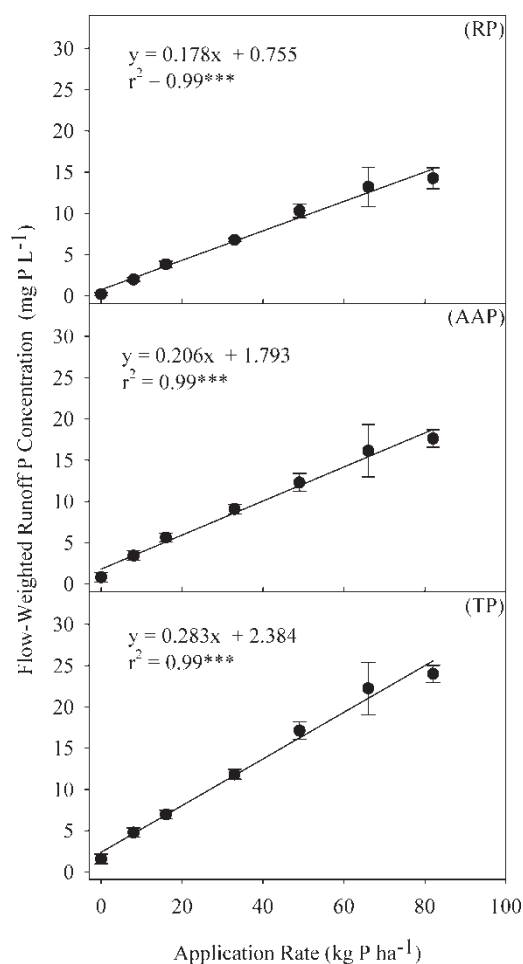 (RP)
y = 0.178x + 0.755
r² − 0.99***
30
25
20
15
10
5
0
(AAP)
y = 0.206x + 1.793
r² = 0.99***
30
25
20
15
10
5
0
(TP)
y = 0.283x + 2.384
r² = 0.99***
30
25
20
15
10
5
0
0 20 40 60 80 100
Flow-Weighted Runoff P Concentration (mg P L⁻¹)
Application Rate (kg P ha⁻¹)